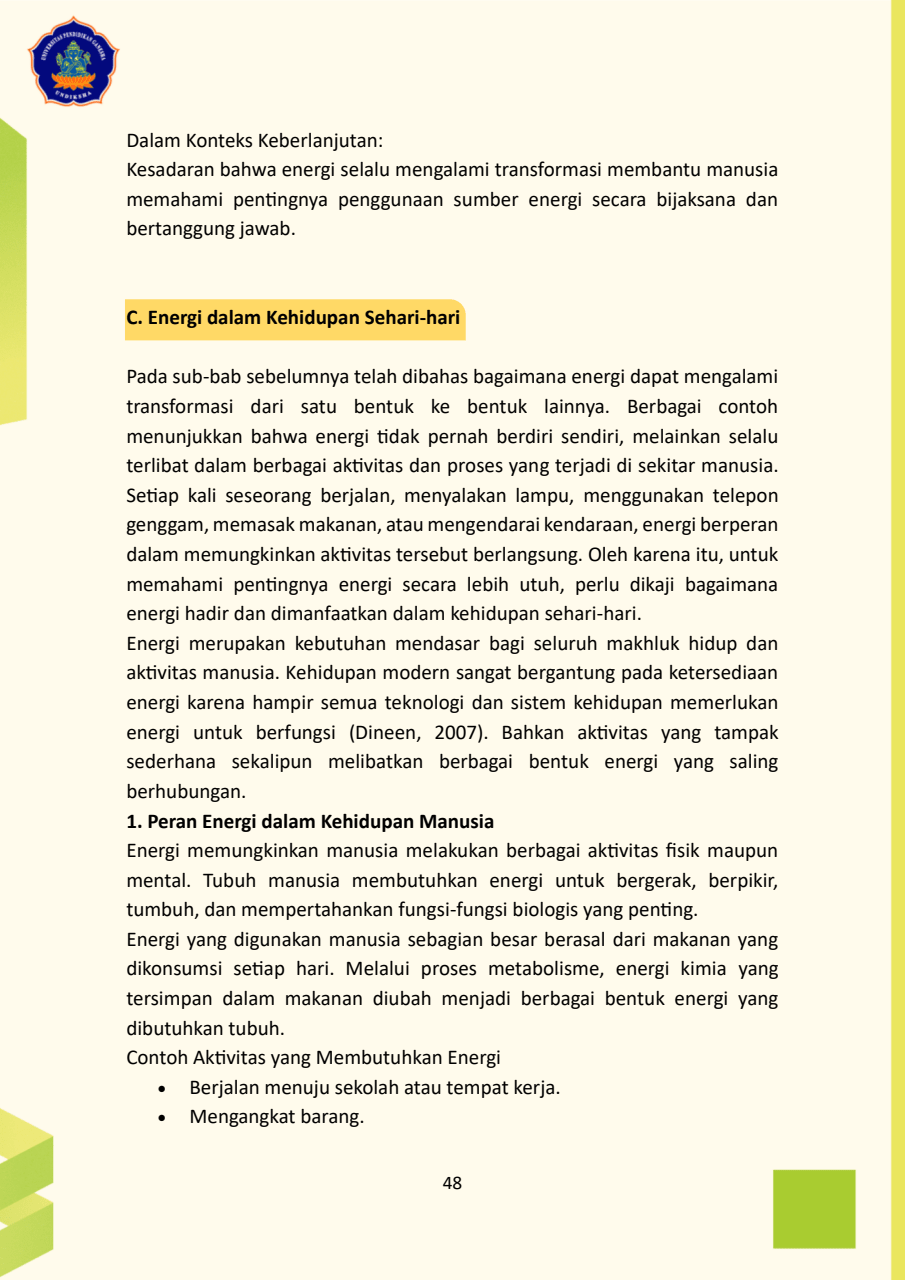 UNIVERSITAS PENDIDIKAN GANESHA
UNDIKSHA
Dalam Konteks Keberlanjutan:
Kesadaran bahwa energi selalu mengalami transformasi membantu manusia
memahami pentingnya penggunaan sumber energi secara bijaksana dan
bertanggung jawab.
C. Energi dalam Kehidupan Sehari-hari
Pada sub-bab sebelumnya telah dibahas bagaimana energi dapat mengalami
transformasi dari satu bentuk ke bentuk lainnya. Berbagai contoh
menunjukkan bahwa energi tidak pernah berdiri sendiri, melainkan selalu
terlibat dalam berbagai aktivitas dan proses yang terjadi di sekitar manusia.
Setiap kali seseorang berjalan, menyalakan lampu, menggunakan telepon
genggam, memasak makanan, atau mengendarai kendaraan, energi berperan
dalam memungkinkan aktivitas tersebut berlangsung. Oleh karena itu, untuk
memahami pentingnya energi secara lebih utuh, perlu dikaji bagaimana
energi hadir dan dimanfaatkan dalam kehidupan sehari-hari.
Energi merupakan kebutuhan mendasar bagi seluruh makhluk hidup dan
aktivitas manusia. Kehidupan modern sangat bergantung pada ketersediaan
energi karena hampir semua teknologi dan sistem kehidupan memerlukan
energi untuk berfungsi (Dineen, 2007). Bahkan aktivitas yang tampak
sederhana sekalipun melibatkan berbagai bentuk energi yang saling
berhubungan.
1. Peran Energi dalam Kehidupan Manusia
Energi memungkinkan manusia melakukan berbagai aktivitas fisik maupun
mental. Tubuh manusia membutuhkan energi untuk bergerak, berpikir,
tumbuh, dan mempertahankan fungsi-fungsi biologis yang penting.
Energi yang digunakan manusia sebagian besar berasal dari makanan yang
dikonsumsi setiap hari. Melalui proses metabolisme, energi kimia yang
tersimpan dalam makanan diubah menjadi berbagai bentuk energi yang
dibutuhkan tubuh.
Contoh Aktivitas yang Membutuhkan Energi
• Berjalan menuju sekolah atau tempat kerja.
• Mengangkat barang.
48